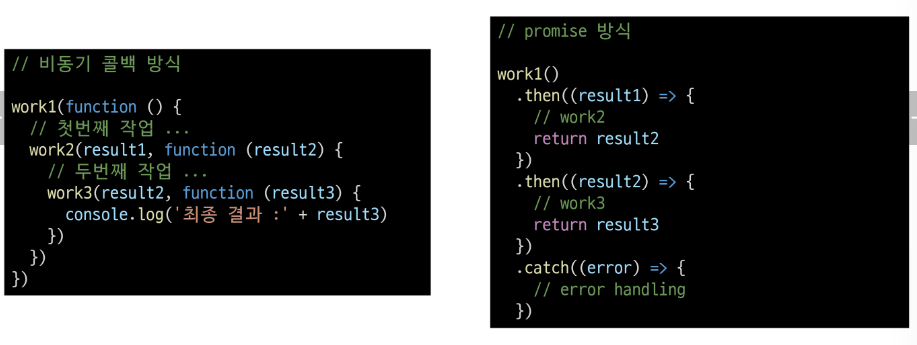 // 비동기 콜백 방식
work1(function () {
// 첫번째 작업 ...
work2(result1, function (result2) {
// 두번째 작업 ...
work3(result2, function (result3) {
console.log('최종 결과 :' + result3)
})
})
})
// promise 방식
work1()
.then((result1) => {
// work2
return result2
})
.then((result2) => {
// work3
return result3
})
.catch((error) => {
// error handling
})